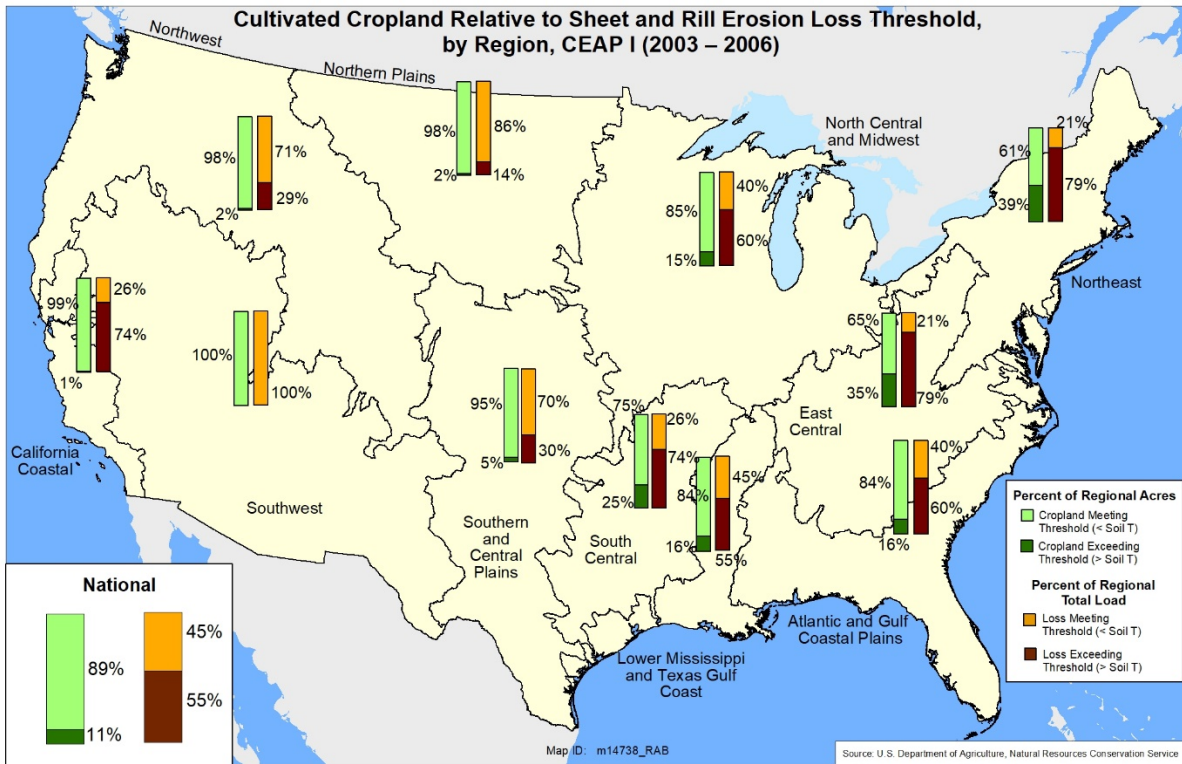 Cultivated Cropland Relative to Sheet and Rill Erosion Loss Threshold,
by Region, CEAP I (2003 – 2006)
Northwest
Northern Plains
98%
86%
2%
14%
98%
71%
2%
29%
North Central
and Midwest
85%
40%
15%
60%
21%
61%
39%
79%
Northeast
99%
26%
74%
1%
California
Coastal
100%
100%
Southwest
95%
70%
5%
30%
Southern
and
Central
Plains
75%
26%
74%
25%
South
Central
84%
45%
16%
55%
Lower Mississippi
and Texas Gulf
Coast
65%
21%
35%
79%
East
Central
40%
84%
60%
16%
Atlantic and Gulf
Coastal Plains
National
89%
11%
45%
55%
Percent of Regional Acres
Cropland Meeting
Threshold (< Soil T)
Cropland Exceeding
Threshold (> Soil T)
Percent of Regional
Total Load
Loss Meeting
Threshold (< Soil T)
Loss Exceeding
Threshold (> Soil T)
Map ID: m14738_RAB
Source: U.S. Department of Agriculture, Natural Resources Conservation Service